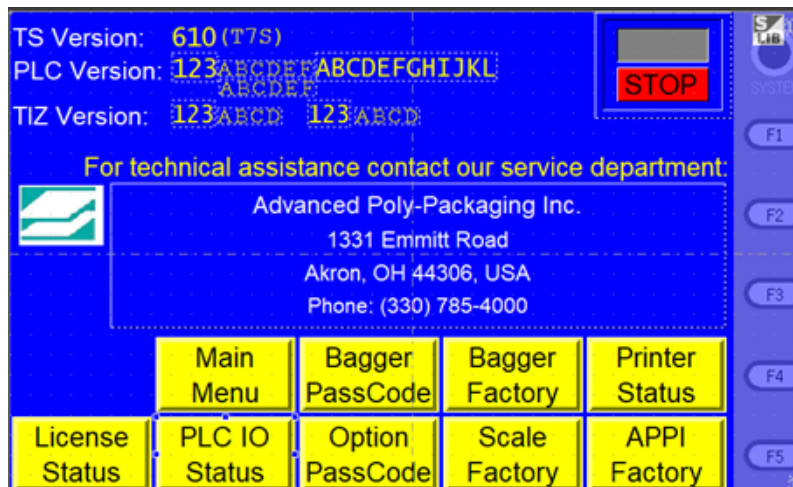 TS Version: 610 (T7S)
PLC Version: 123ABCDEFABCDEFGHIJKL
ABCDEF
TIZ Version: 123ABCD 123ABCD
STOP
S LIB
SYSTE
F1
For technical assistance contact our service department:
F2
Advanced Poly-Packaging Inc.
1331 Emmitt Road
Akron, OH 44306, USA
Phone: (330) 785-4000
F3
Main Menu
Bagger PassCode
Bagger Factory
Printer Status
F4
License Status
PLC IO Status
Option PassCode
Scale Factory
APPI Factory
F5